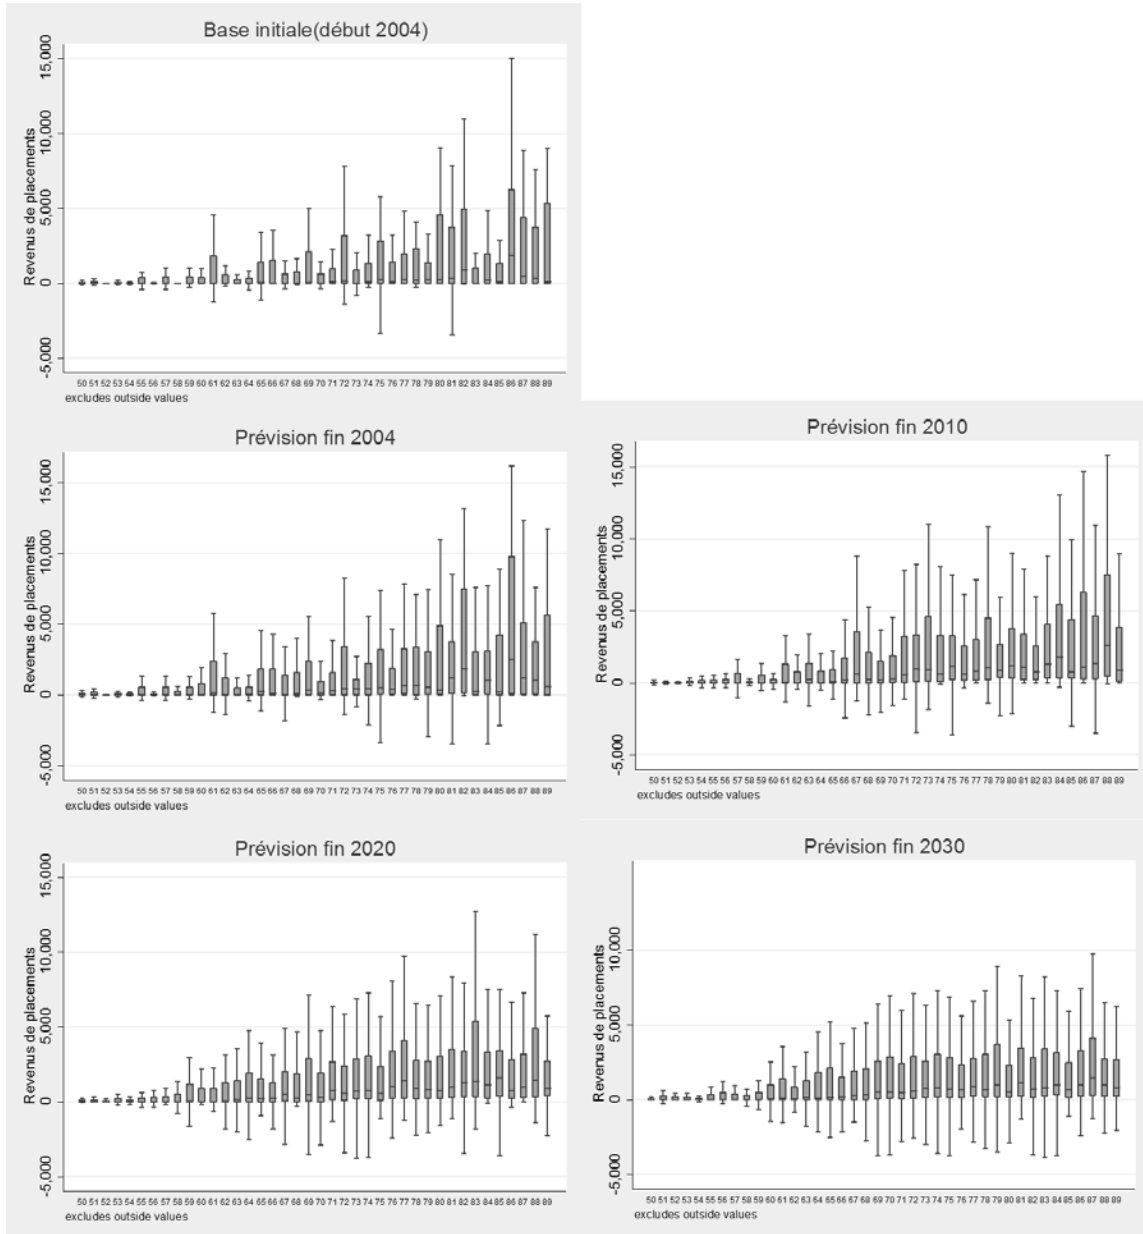 Base initiale(début 2004)
Revenus de placements
15,000
10,000
5,000
0
-5,000
50 51 52 53 54 55 56 57 58 59 60 61 62 63 64 65 66 67 68 69 70 71 72 73 74 75 76 77 78 79 80 81 82 83 84 85 86 87 88 89
excludes outside values
Prévision fin 2004
Revenus de placements
15,000
10,000
5,000
0
-5,000
50 51 52 53 54 55 56 57 58 59 60 61 62 63 64 65 66 67 68 69 70 71 72 73 74 75 76 77 78 79 80 81 82 83 84 85 86 87 88 89
excludes outside values
Prévision fin 2010
Revenus de placements
15,000
10,000
5,000
0
-5,000
50 51 52 53 54 55 56 57 58 59 60 61 62 63 64 65 66 67 68 69 70 71 72 73 74 75 76 77 78 79 80 81 82 83 84 85 86 87 88 89
excludes outside values
Prévision fin 2020
Revenus de placements
15,000
10,000
5,000
0
-5,000
50 51 52 53 54 55 56 57 58 59 60 61 62 63 64 65 66 67 68 69 70 71 72 73 74 75 76 77 78 79 80 81 82 83 84 85 86 87 88 89
excludes outside values
Prévision fin 2030
Revenus de placements
10,000
5,000
0
-5,000
50 51 52 53 54 55 56 57 58 59 60 61 62 63 64 65 66 67 68 69 70 71 72 73 74 75 76 77 78 79 80 81 82 83 84 85 86 87 88 89
excludes outside values